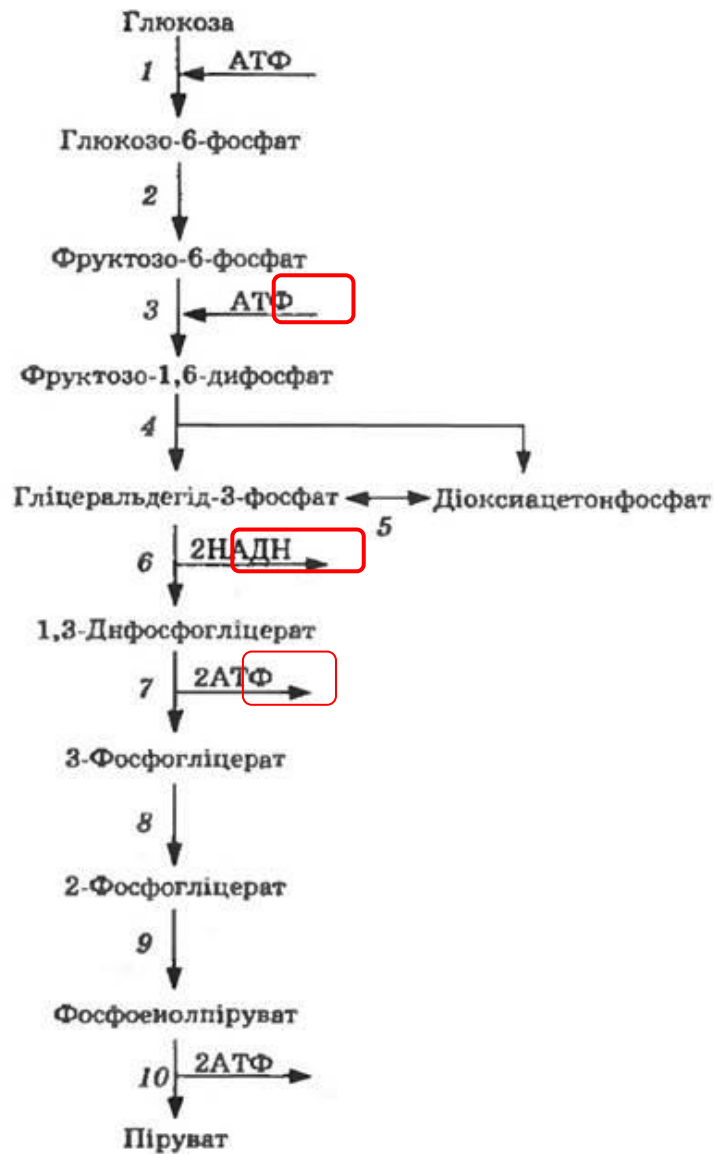 Глюкоза
1 АТФ
Глюкозо-6-фосфат
2
Фруктозо-6-фосфат
3 АТФ
Фруктозо-1,6-дифосфат
4
Гліцеральдегід-3-фосфат Діоксиацетонфосфат
5
6 2НАДН
1,3-Днфосфогліцерат
7 2АТФ
3-Фосфогліцерат
8
2-Фосфогліцерат
9
Фосфоенолпіруват
10 2АТФ
Піруват